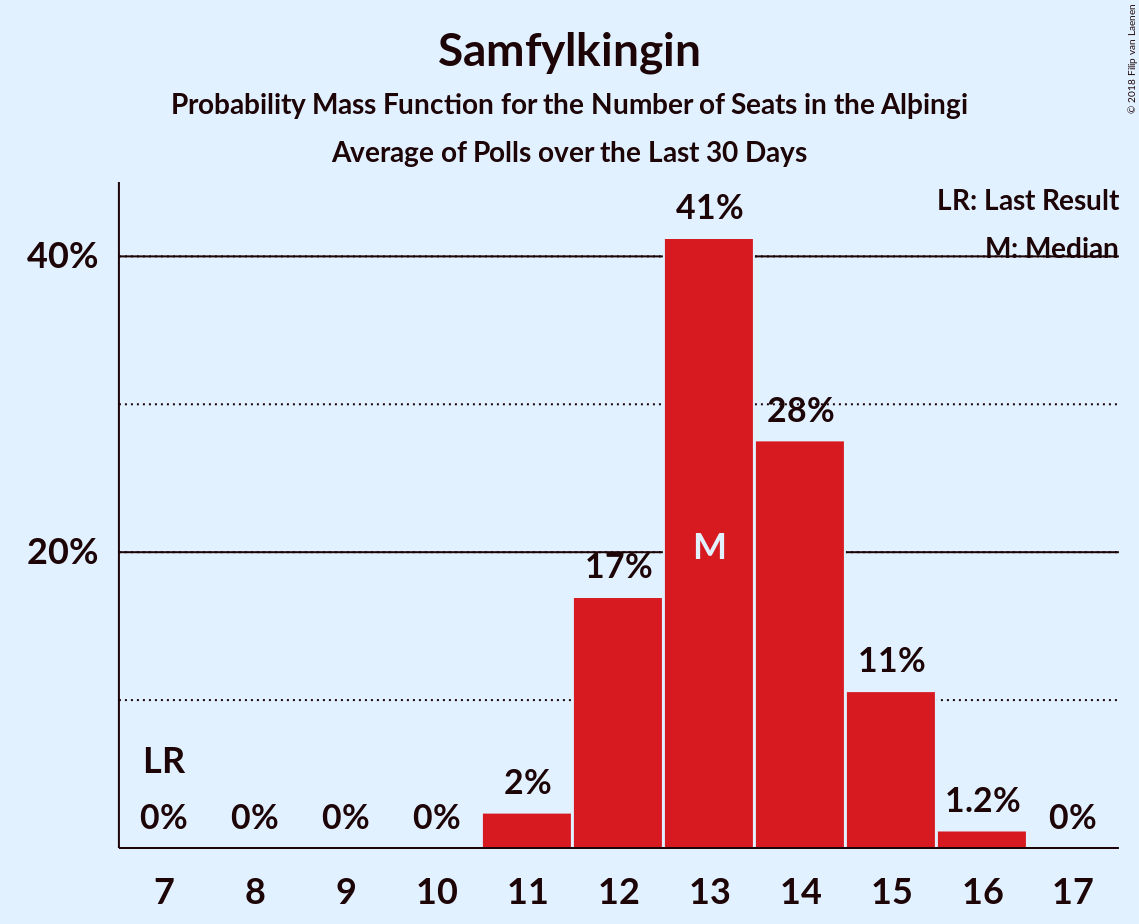 Samfylkingin
Probability Mass Function for the Number of Seats in the Alþingi
Average of Polls over the Last 30 Days
© 2018 Filip van Laenen
LR: Last Result
M: Median
40%
20%
41%
28%
17%
11%
2%
1.2%
M
LR
0% 0% 0% 0% 0%
7 8 9 10 11 12 13 14 15 16 17